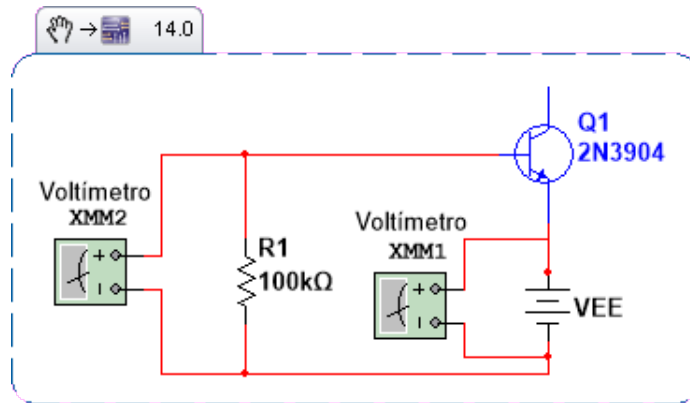 14.0
Q1
2N3904
Voltímetro
XMM2
R1
100kΩ
Voltímetro
XMM1
VEE